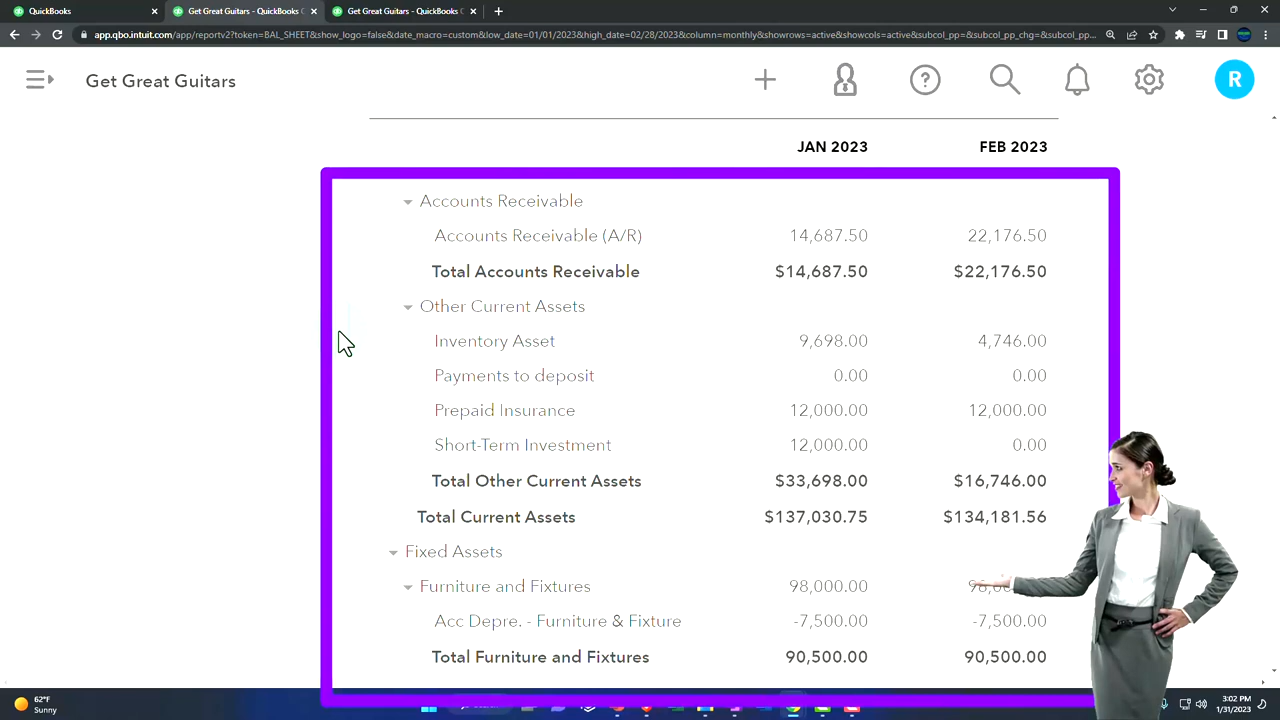 QuickBooks
Get Great Guitars - QuickBooks
Get Great Guitars - QuickBooks
app.qbo.intuit.com/app/reportv2?token=BAL_SHEET&show_logo=false&date_macro=custom&low_date=01/01/2023&high_date=02/28/2023&column=monthly&showrows=active&showcols=active&subcol_pp=&subcol_pp_chg=&subcol_pp...
Get Great Guitars
R
JAN 2023 FEB 2023
Accounts Receivable
Accounts Receivable (A/R) 14,687.50 22,176.50
Total Accounts Receivable $14,687.50 $22,176.50
Other Current Assets
Inventory Asset 9,698.00 4,746.00
Payments to deposit 0.00 0.00
Prepaid Insurance 12,000.00 12,000.00
Short-Term Investment 12,000.00 0.00
Total Other Current Assets $33,698.00 $16,746.00
Total Current Assets $137,030.75 $134,181.56
Fixed Assets
Furniture and Fixtures 98,000.00
Acc Depre. - Furniture & Fixture -7,500.00 -7,500.00
Total Furniture and Fixtures 90,500.00 90,500.00
62°F
Sunny
3:02 PM
1/31/2023